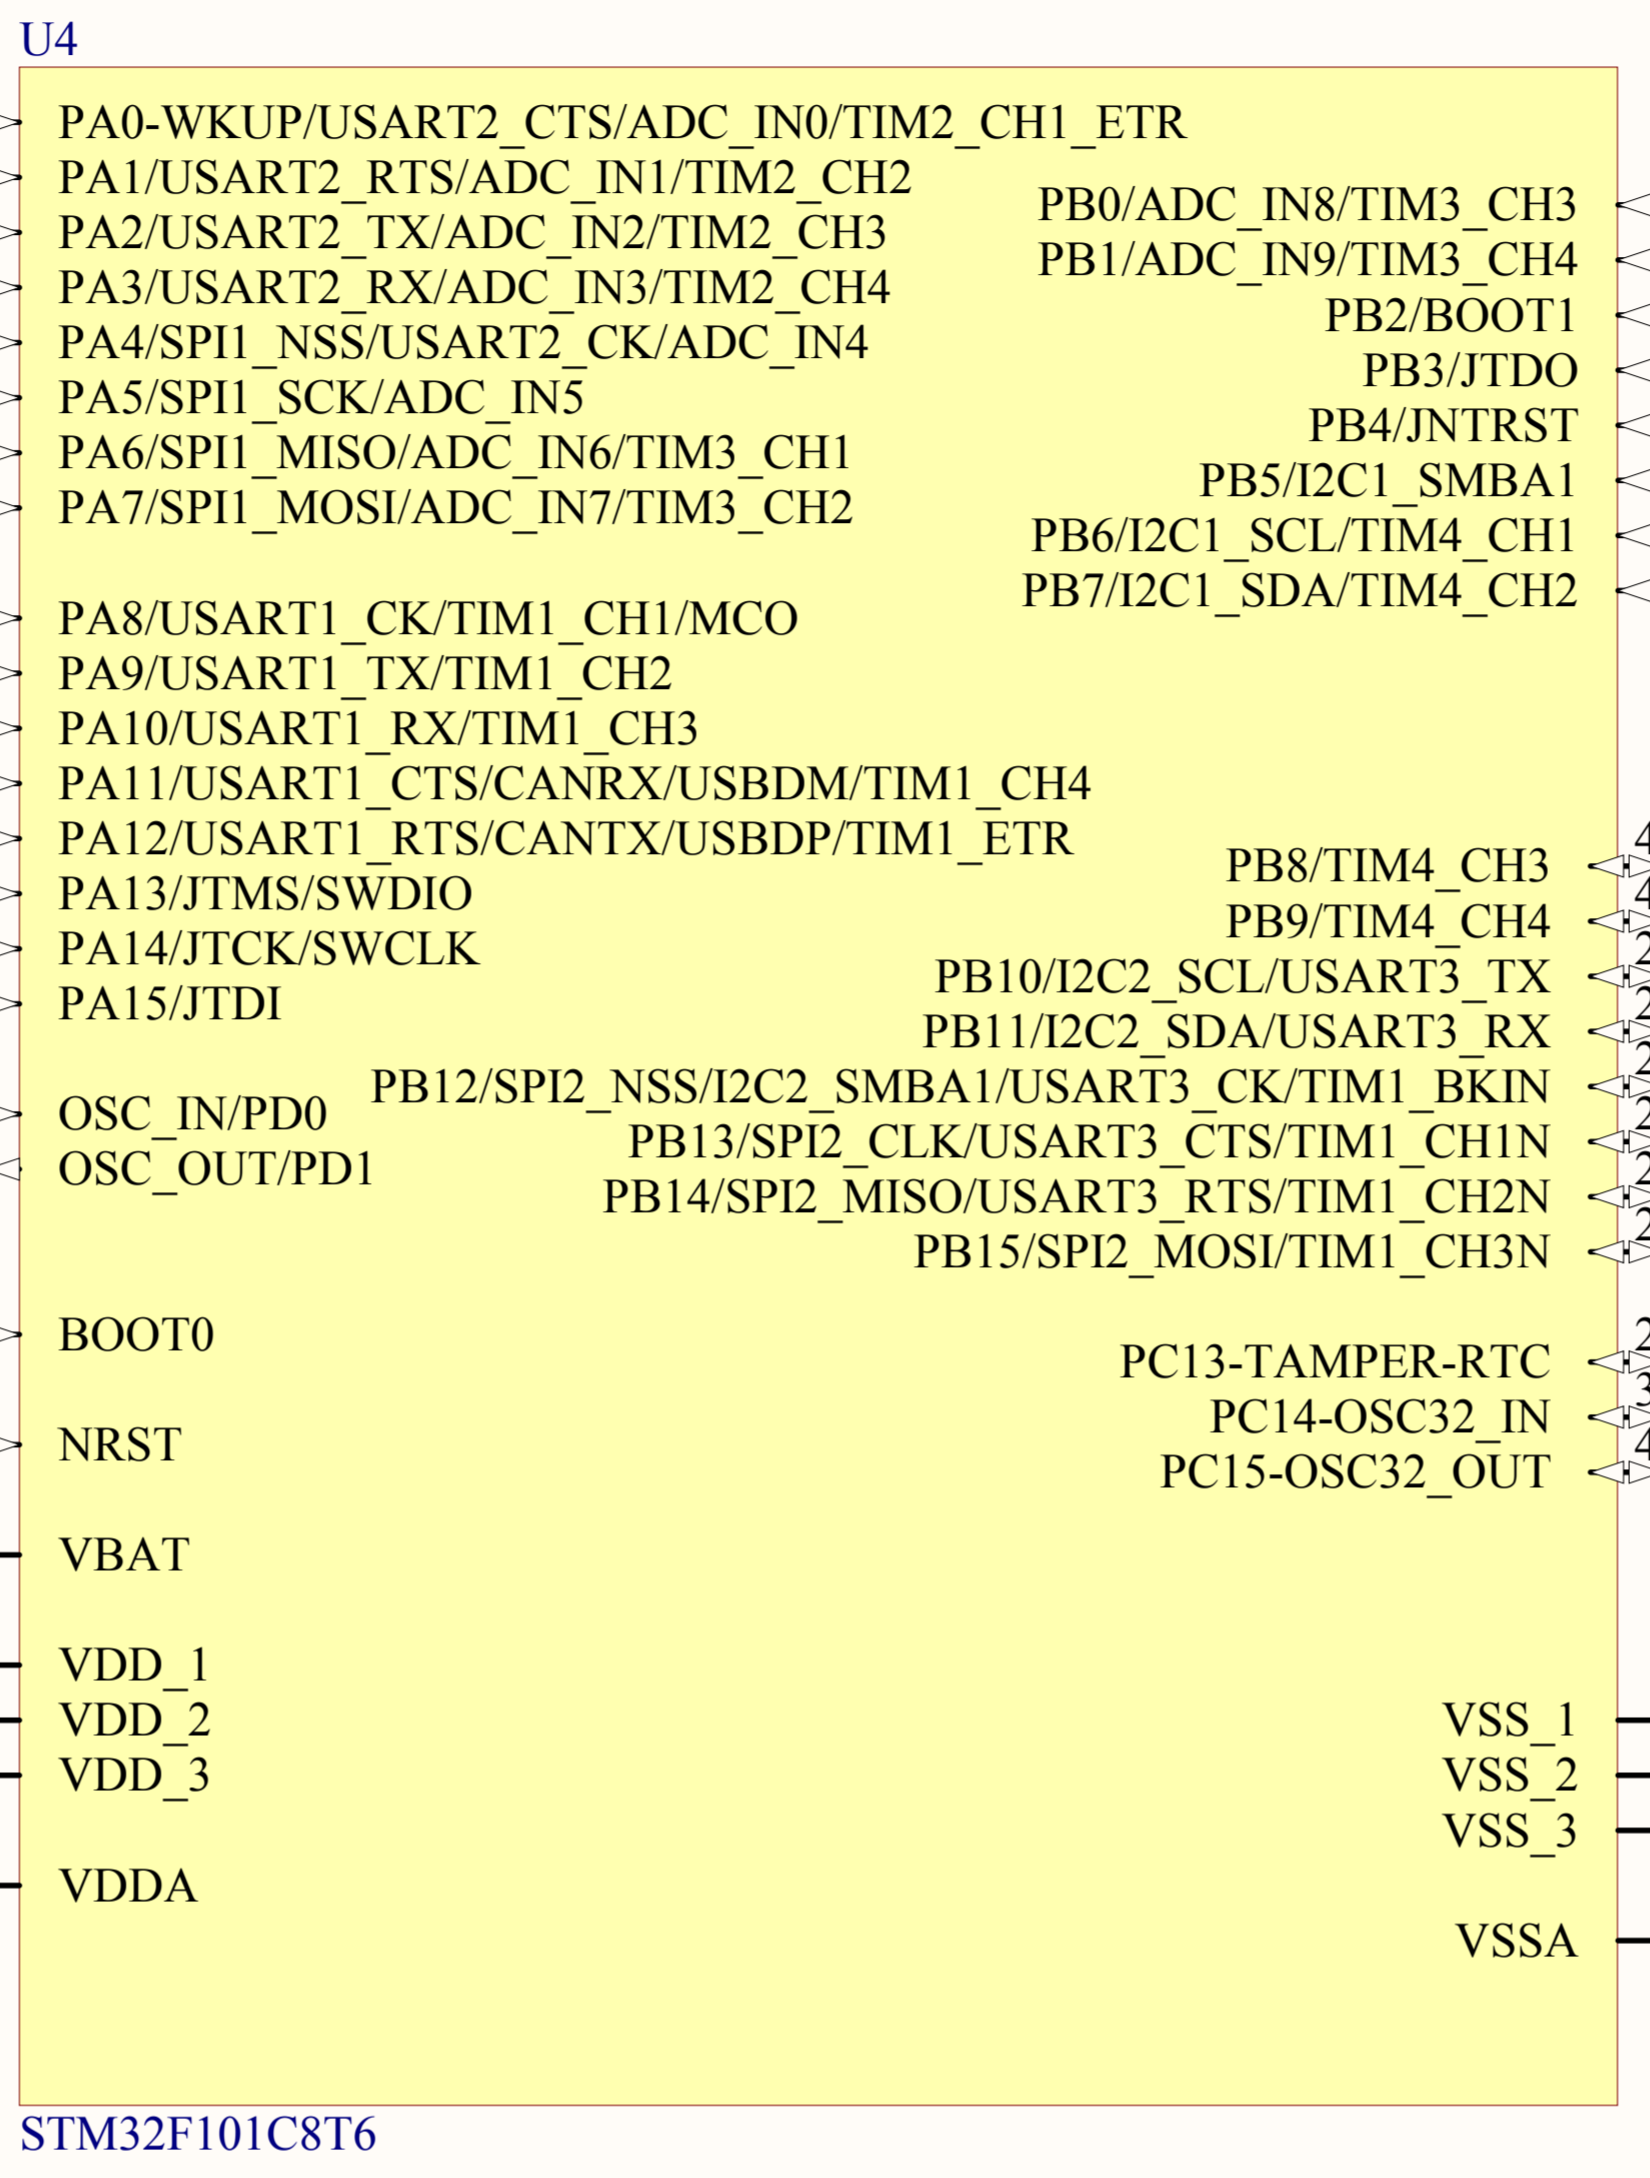 U4
PA0-WKUP/USART2_CTS/ADC_IN0/TIM2_CH1_ETR
PA1/USART2_RTS/ADC_IN1/TIM2_CH2
PA2/USART2_TX/ADC_IN2/TIM2_CH3
PA3/USART2_RX/ADC_IN3/TIM2_CH4
PA4/SPI1_NSS/USART2_CK/ADC_IN4
PA5/SPI1_SCK/ADC_IN5
PA6/SPI1_MISO/ADC_IN6/TIM3_CH1
PA7/SPI1_MOSI/ADC_IN7/TIM3_CH2
PA8/USART1_CK/TIM1_CH1/MCO
PA9/USART1_TX/TIM1_CH2
PA10/USART1_RX/TIM1_CH3
PA11/USART1_CTS/CANRX/USBDM/TIM1_CH4
PA12/USART1_RTS/CANTX/USBDP/TIM1_ETR
PA13/JTMS/SWDIO
PA14/JTCK/SWCLK
PA15/JTDI
OSC_IN/PD0
OSC_OUT/PD1
BOOT0
NRST
VBAT
VDD_1
VDD_2
VDD_3
VDDA
PB0/ADC_IN8/TIM3_CH3
PB1/ADC_IN9/TIM3_CH4
PB2/BOOT1
PB3/JTDO
PB4/JNTRST
PB5/I2C1_SMBA1
PB6/I2C1_SCL/TIM4_CH1
PB7/I2C1_SDA/TIM4_CH2
PB8/TIM4_CH3
PB9/TIM4_CH4
PB10/I2C2_SCL/USART3_TX
PB11/I2C2_SDA/USART3_RX
PB12/SPI2_NSS/I2C2_SMBA1/USART3_CK/TIM1_BKIN
PB13/SPI2_CLK/USART3_CTS/TIM1_CH1N
PB14/SPI2_MISO/USART3_RTS/TIM1_CH2N
PB15/SPI2_MOSI/TIM1_CH3N
PC13-TAMPER-RTC
PC14-OSC32_IN
PC15-OSC32_OUT
VSS_1
VSS_2
VSS_3
VSSA
STM32F101C8T6